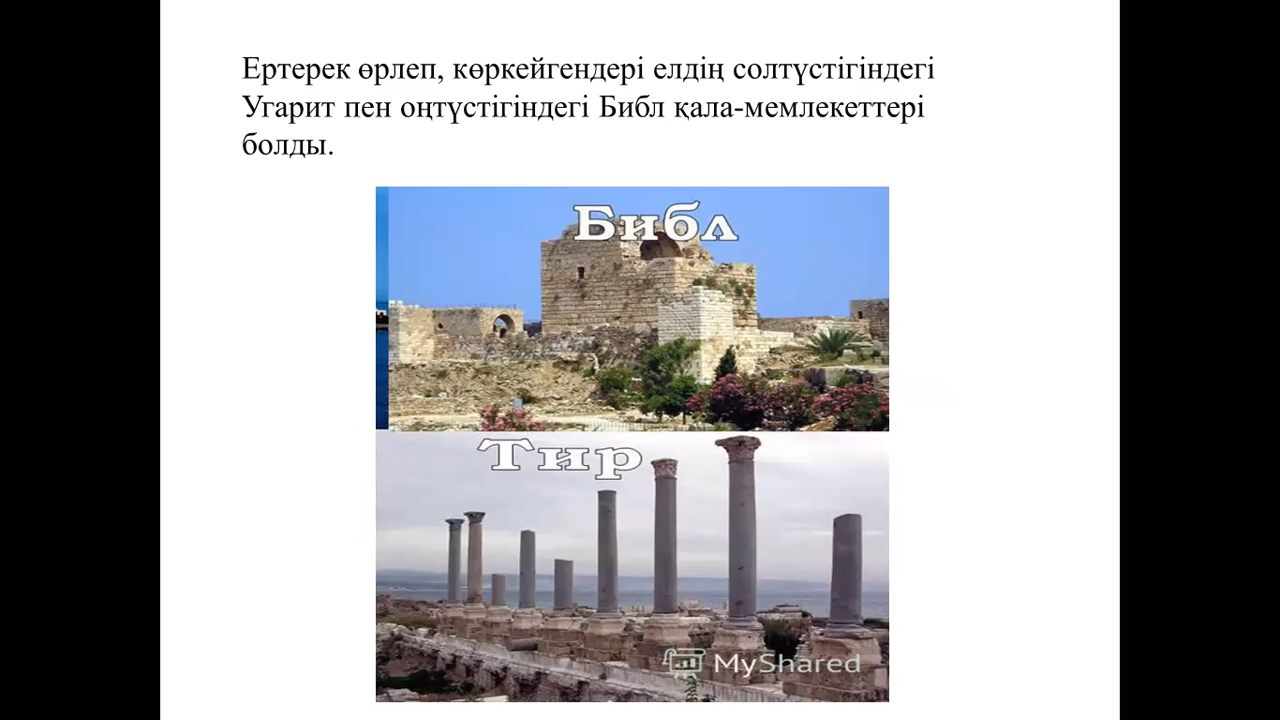 Ертерек өрлеп, көркейгендері елдің солтүстігіндегі
Угарит пен оңтүстігіндегі Библ қала-мемлекеттері
болды.
Библ
Тир
MyShared